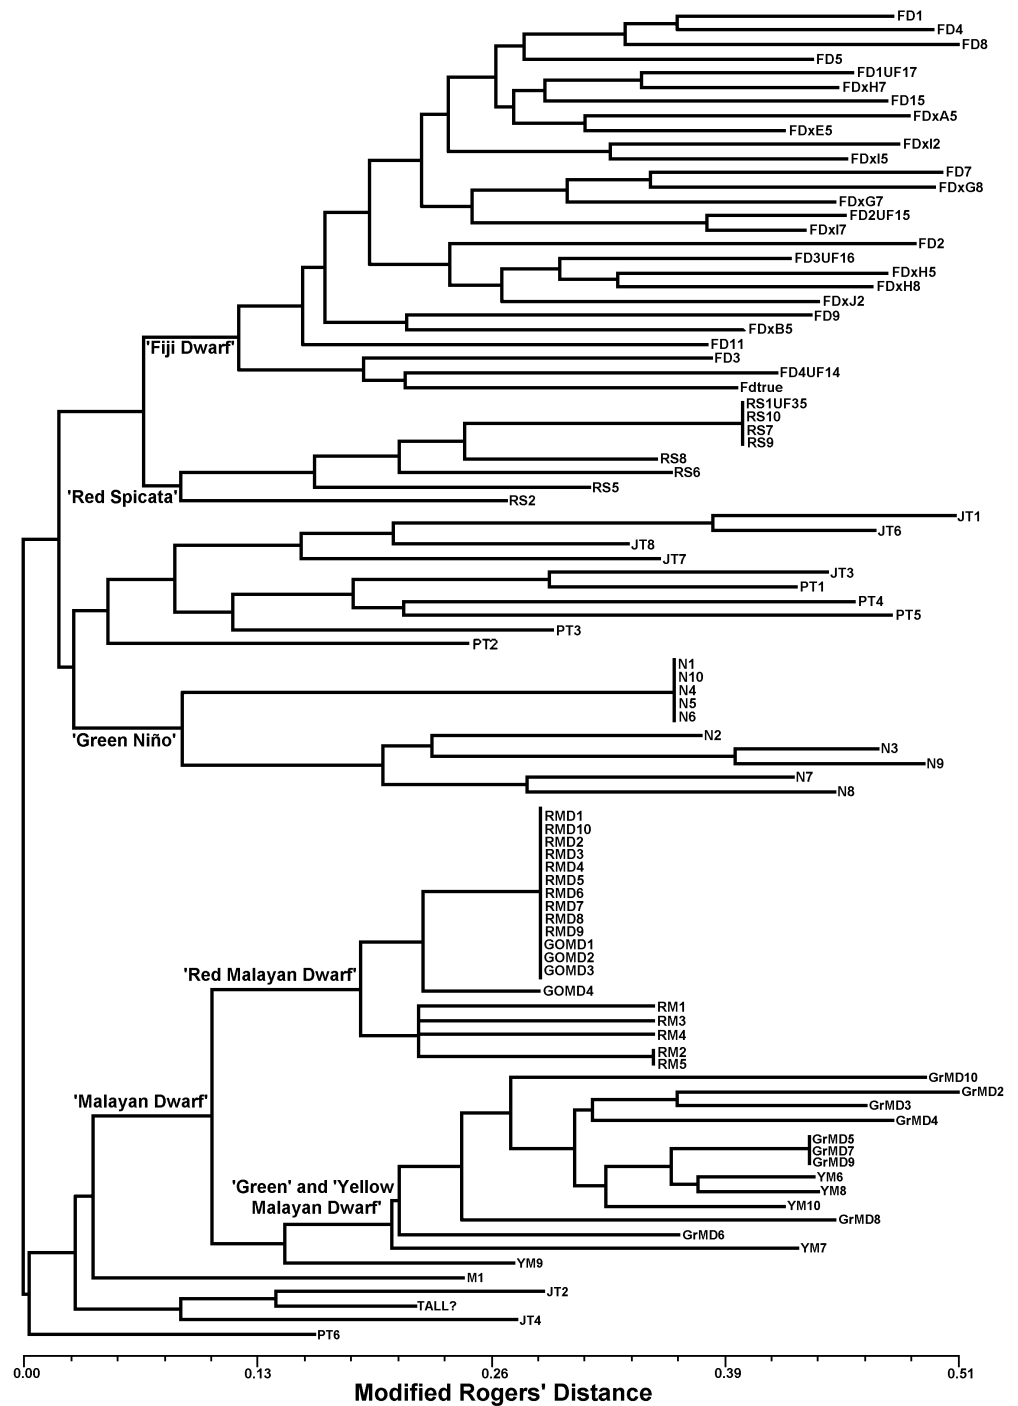 FD1
FD4
FD8
FD5
FD1UF17
FDxH7
FD15
FDxA5
FDxE5
FDxI2
FDxI5
FD7
FDxG8
FDxG7
FD2UF15
FDxI7
FD2
FD3UF16
FDxH5
FDxH8
FDxJ2
FD9
FDxB5
FD11
'Fiji Dwarf'
FD3
FD4UF14
Fdtrue
RS1UF35
RS10
RS7
RS9
RS8
RS6
RS5
'Red Spicata'
RS2
JT1
JT6
JT8
JT7
JT3
PT1
PT4
PT5
PT3
PT2
N1
N10
N4
N5
N6
N2
'Green Niño'
N3
N9
N7
N8
RMD1
RMD10
RMD2
RMD3
RMD4
RMD5
RMD6
RMD7
RMD8
RMD9
GOMD1
GOMD2
GOMD3
'Red Malayan Dwarf'
GOMD4
RM1
RM3
RM4
RM2
RM5
GrMD10
GrMD2
'Malayan Dwarf'
GrMD3
GrMD4
GrMD5
GrMD7
GrMD9
YM6
'Green' and 'Yellow
Malayan Dwarf'
YM8
YM10
GrMD8
GrMD6
YM7
YM9
M1
JT2
TALL?
JT4
PT6
0.00 0.13 0.26 0.39 0.51
Modified Rogers' Distance